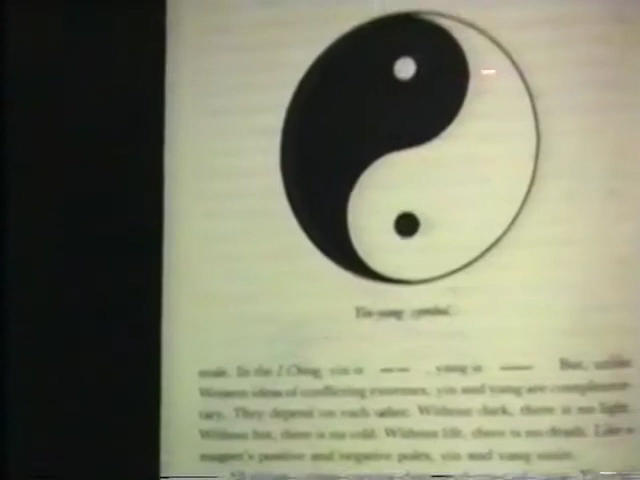 Yin-yang symbol.
male. In the I Ching, yin is — — , yang is —— But, unlike
Western ideas of conflicting extremes, yin and yang are complimen-
tary. They depend on each other. Without dark, there is no light.
Without hot, there is no cold. Without life, there is no death. Like a
magnet's positive and negative poles, yin and yang unite.